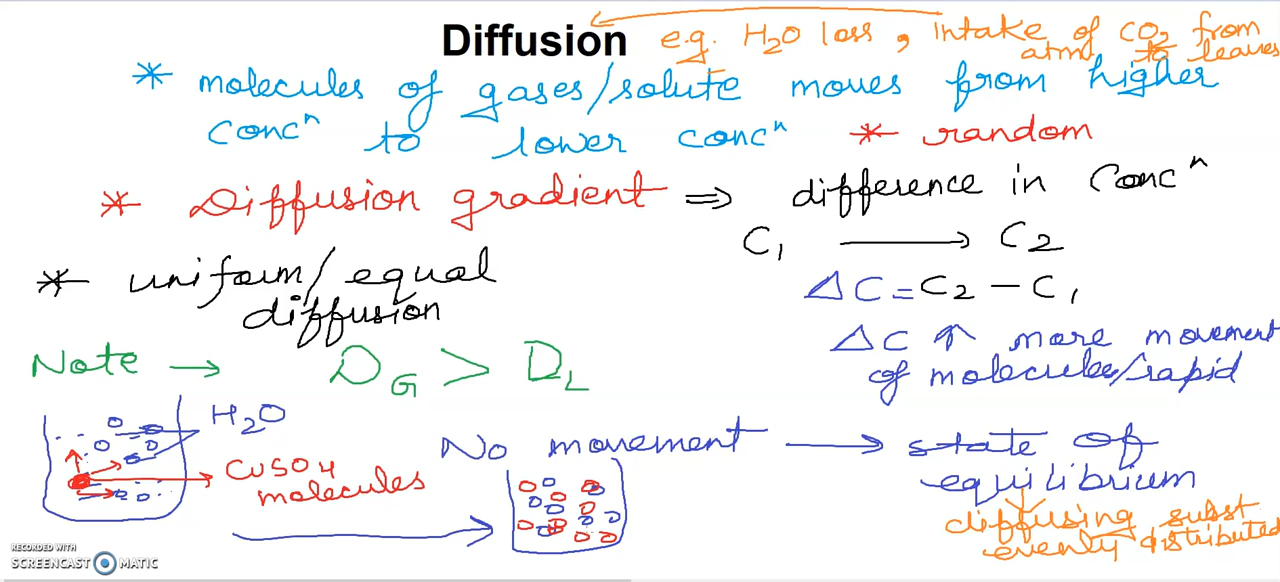 Diffusion e.g. H2O loss, intake of CO2 from
atm to leaves
* molecules of gases/solute moves from higher
concⁿ to lower concⁿ * random
* Diffusion gradient ⇒ difference in Concⁿ
C1 → C2
* uniform/equal
diffusion
ΔC = C2 - C1
ΔC ↑ more movement
of molecules/rapid
Note → DG > DL
H2O
CuSO4
molecules
No movement → state of
equilibrium
diffusing subst
evenly distributed
RECORDED WITH
SCREENCAST MATIC